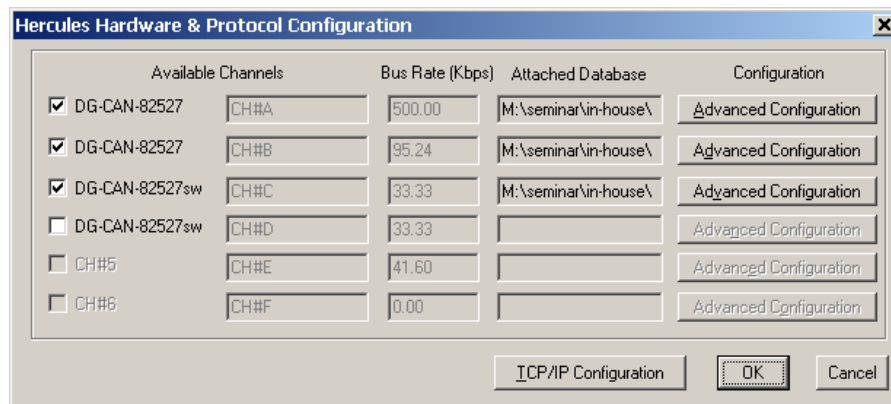 Hercules Hardware & Protocol Configuration
Available Channels Bus Rate (Kbps) Attached Database Configuration
DG-CAN-82527 CH#A 500.00 M:\seminar\in-house\ Advanced Configuration
DG-CAN-82527 CH#B 95.24 M:\seminar\in-house\ Advanced Configuration
DG-CAN-82527sw CH#C 33.33 M:\seminar\in-house\ Advanced Configuration
DG-CAN-82527sw CH#D 33.33 Advanced Configuration
CH#5 CH#E 41.60 Advanced Configuration
CH#6 CH#F 0.00 Advanced Configuration
TCP/IP Configuration OK Cancel